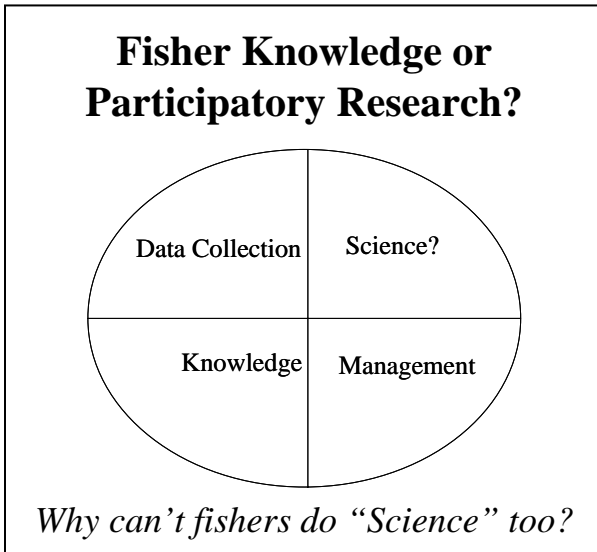 Fisher Knowledge or
Participatory Research?
Data Collection
Science?
Knowledge
Management
Why can't fishers do "Science" too?